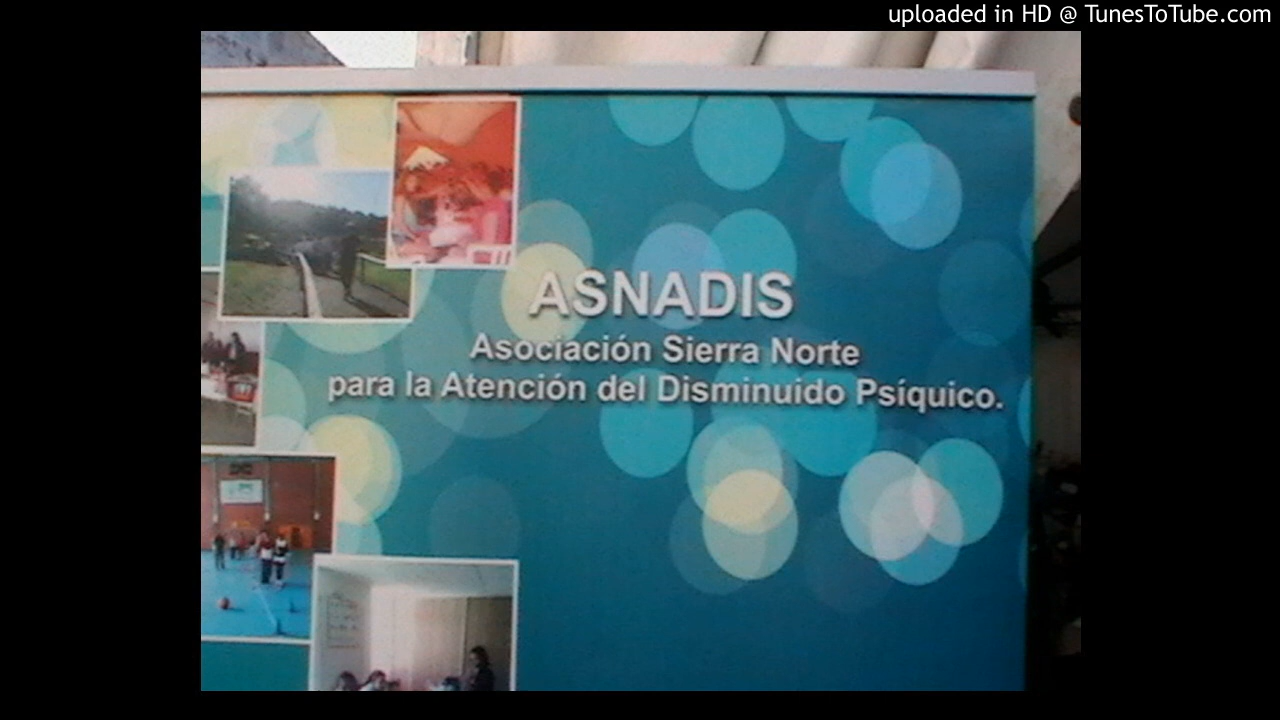 uploaded in HD @ TunesToTube.com
ASNADIS
Asociación Sierra Norte
para la Atención del Disminuido Psíquico.